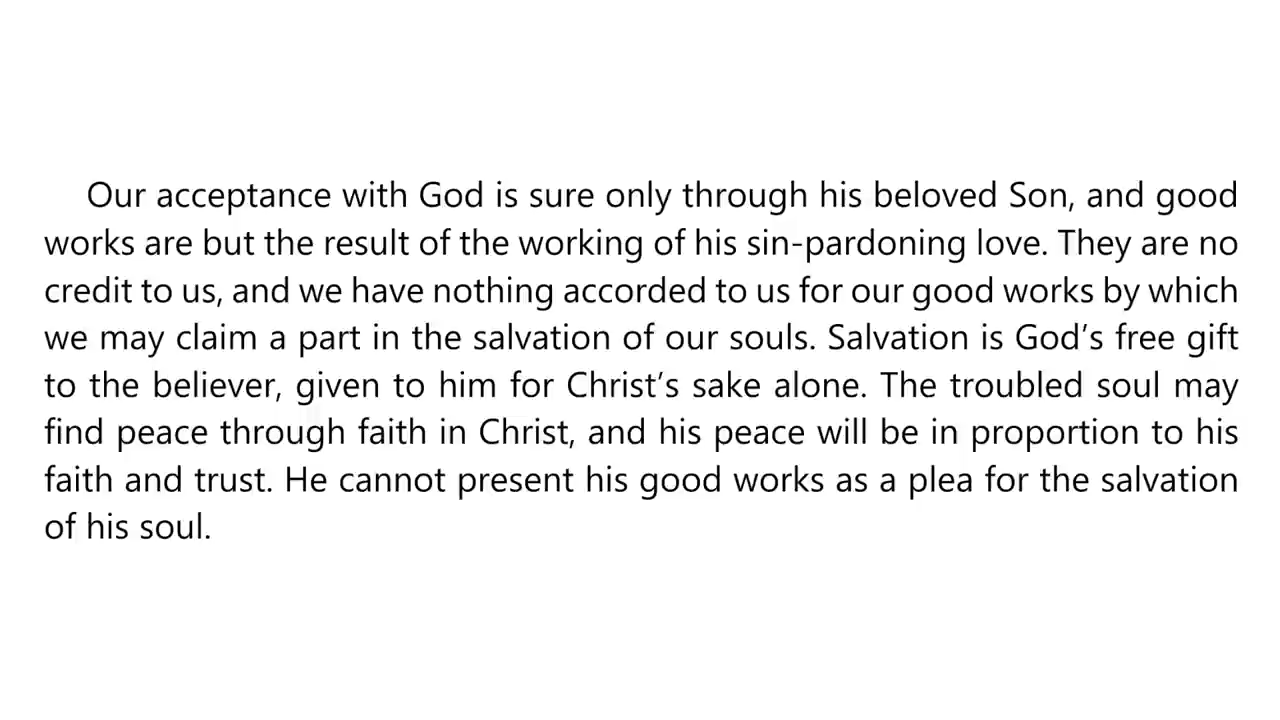 Our acceptance with God is sure only through his beloved Son, and good
works are but the result of the working of his sin-pardoning love. They are no
credit to us, and we have nothing accorded to us for our good works by which
we may claim a part in the salvation of our souls. Salvation is God’s free gift
to the believer, given to him for Christ’s sake alone. The troubled soul may
find peace through faith in Christ, and his peace will be in proportion to his
faith and trust. He cannot present his good works as a plea for the salvation
of his soul.